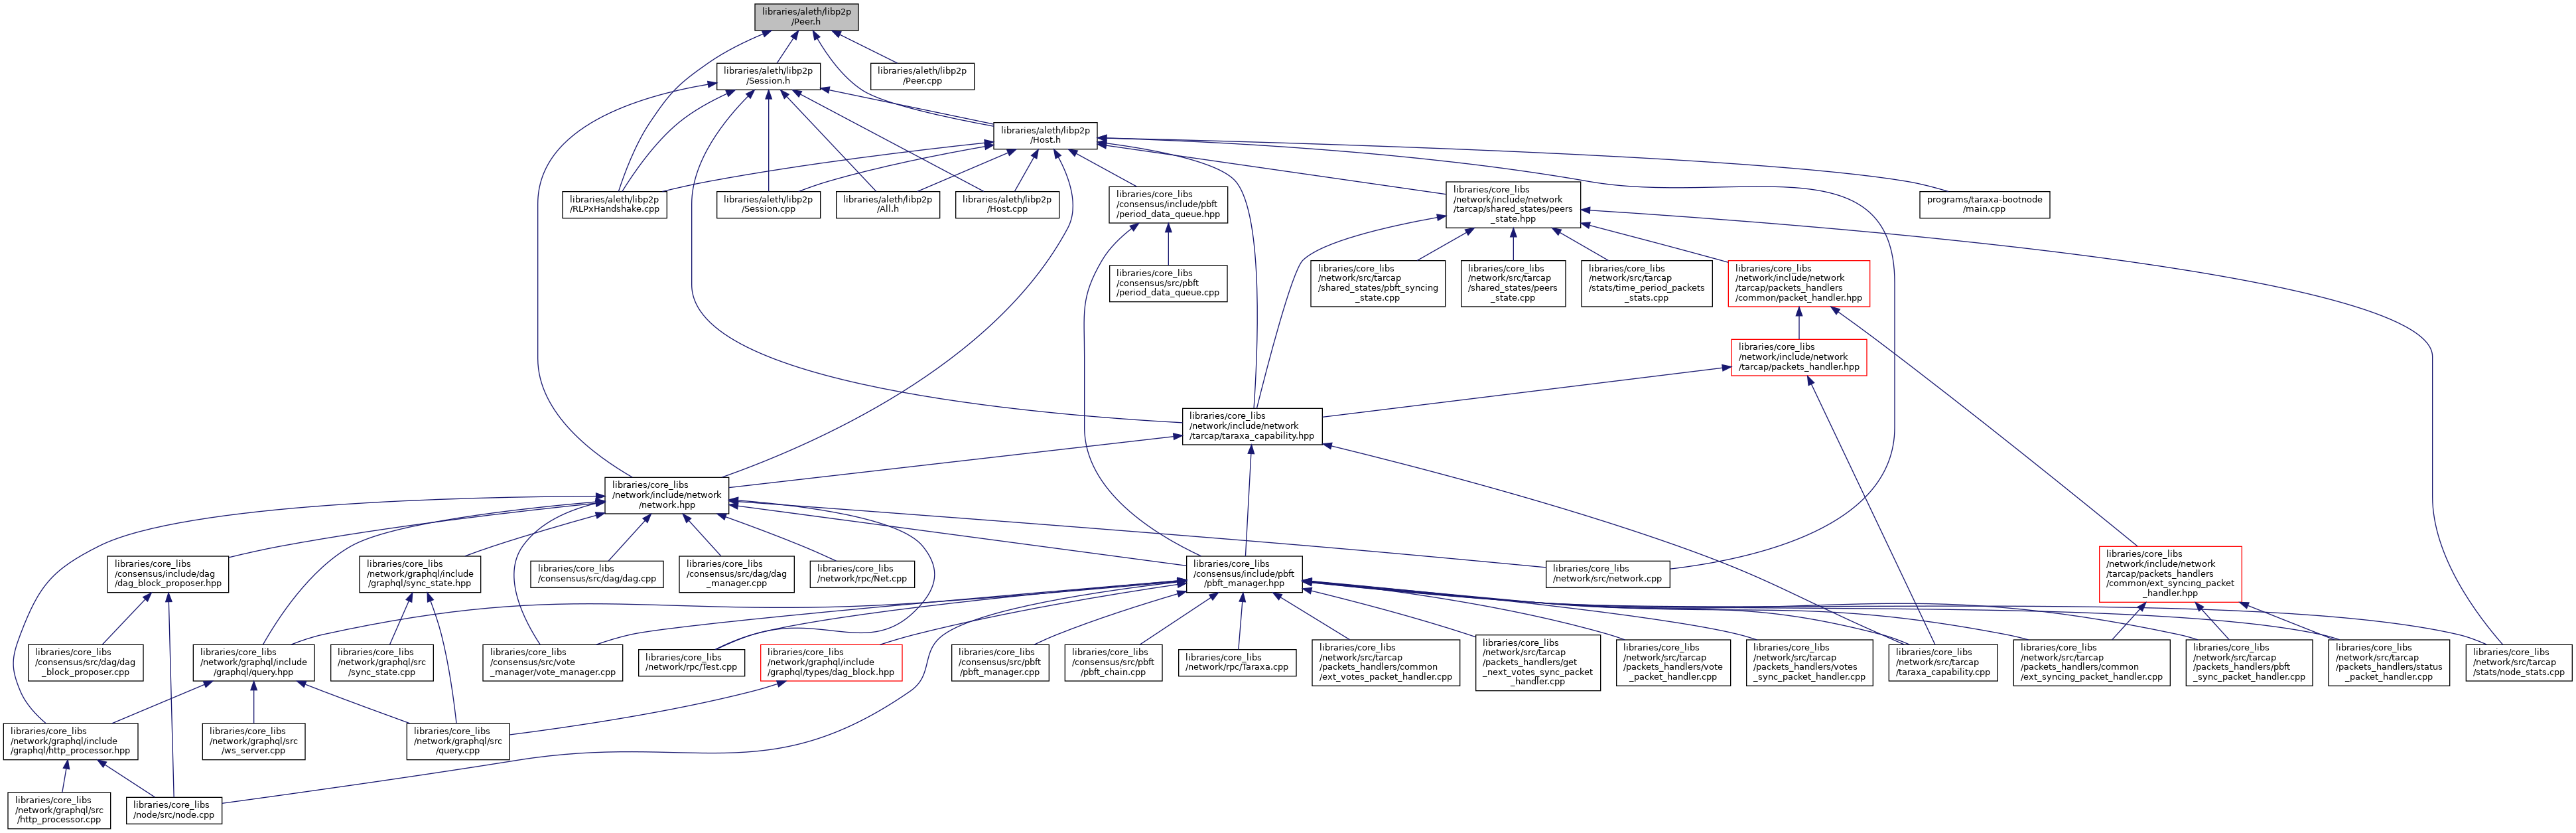 libraries/aleth/libp2p
/Peer.h
libraries/aleth/libp2p
/Session.h
libraries/aleth/libp2p
/Peer.cpp
libraries/aleth/libp2p
/Host.h
libraries/aleth/libp2p
/RLPxHandshake.cpp
libraries/aleth/libp2p
/Session.cpp
libraries/aleth/libp2p
/All.h
libraries/aleth/libp2p
/Host.cpp
libraries/core_libs
/consensus/include/pbft
/period_data_queue.hpp
libraries/core_libs
/network/include/network
/tarcap/shared_states/peers
_state.hpp
programs/taraxa-bootnode
/main.cpp
libraries/core_libs
/consensus/src/pbft
/period_data_queue.cpp
libraries/core_libs
/network/src/tarcap
/shared_states/pbft_syncing
_state.cpp
libraries/core_libs
/network/src/tarcap
/shared_states/peers
_state.cpp
libraries/core_libs
/network/src/tarcap
/stats/time_period_packets
_stats.cpp
libraries/core_libs
/network/include/network
/tarcap/packets_handlers
/common/packet_handler.hpp
libraries/core_libs
/network/include/network
/tarcap/packets_handler.hpp
libraries/core_libs
/network/include/network
/tarcap/taraxa_capability.hpp
libraries/core_libs
/network/include/network
/network.hpp
libraries/core_libs
/consensus/include/dag
/dag_block_proposer.hpp
libraries/core_libs
/network/graphql/include
/graphql/sync_state.hpp
libraries/core_libs
/consensus/src/dag/dag.cpp
libraries/core_libs
/consensus/src/dag/dag
_manager.cpp
libraries/core_libs
/network/rpc/Net.cpp
libraries/core_libs
/consensus/include/pbft
/pbft_manager.hpp
libraries/core_libs
/network/src/network.cpp
libraries/core_libs
/network/include/network
/tarcap/packets_handlers
/common/ext_syncing_packet
_handler.hpp
libraries/core_libs
/consensus/src/dag/dag
_block_proposer.cpp
libraries/core_libs
/network/graphql/include
/graphql/query.hpp
libraries/core_libs
/network/graphql/src
/sync_state.cpp
libraries/core_libs
/consensus/src/vote
_manager/vote_manager.cpp
libraries/core_libs
/network/rpc/Test.cpp
libraries/core_libs
/network/graphql/include
/graphql/types/dag_block.hpp
libraries/core_libs
/consensus/src/pbft
/pbft_manager.cpp
libraries/core_libs
/consensus/src/pbft
/pbft_chain.cpp
libraries/core_libs
/network/rpc/Taraxa.cpp
libraries/core_libs
/network/src/tarcap
/packets_handlers/common
/ext_votes_packet_handler.cpp
libraries/core_libs
/network/src/tarcap
/packets_handlers/get
_next_votes_sync_packet
_handler.cpp
libraries/core_libs
/network/src/tarcap
/packets_handlers/vote
_packet_handler.cpp
libraries/core_libs
/network/src/tarcap
/packets_handlers/votes
_sync_packet_handler.cpp
libraries/core_libs
/network/src/tarcap
/taraxa_capability.cpp
libraries/core_libs
/network/src/tarcap
/packets_handlers/common
/ext_syncing_packet_handler.cpp
libraries/core_libs
/network/src/tarcap
/packets_handlers/pbft
_sync_packet_handler.cpp
libraries/core_libs
/network/src/tarcap
/packets_handlers/status
_packet_handler.cpp
libraries/core_libs
/network/src/tarcap
/stats/node_stats.cpp
libraries/core_libs
/network/graphql/include
/graphql/http_processor.hpp
libraries/core_libs
/network/graphql/src
/ws_server.cpp
libraries/core_libs
/network/graphql/src
/query.cpp
libraries/core_libs
/network/graphql/src
/http_processor.cpp
libraries/core_libs
/node/src/node.cpp